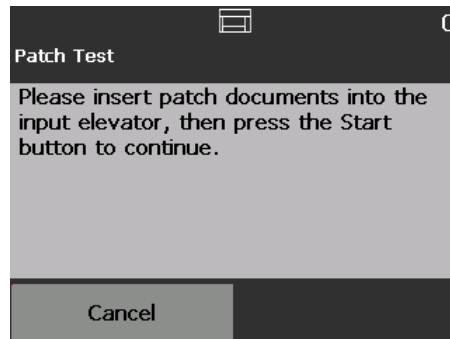 Patch Test
Please insert patch documents into the
input elevator, then press the Start
button to continue.
Cancel